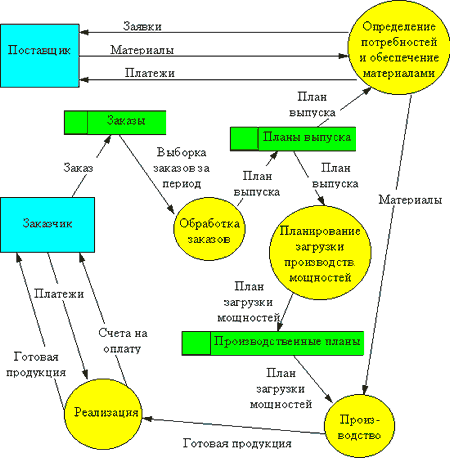 Заявки
Поставщик
Материалы
Платежи
Определение
потребностей
и обеспечение
материалами
План
выпуска
Заказы
Планы выпуска
Заказ
Выборка
заказов за
период
План
выпуска
План
выпуска
Материалы
Заказчик
Обработка
заказов
Планирование
загрузки
производств.
мощностей
Платежи
Счета на
оплату
План
загрузки
мощностей
Готовая
продукция
Производственные планы
План
загрузки
мощностей
Реализация
Произ-
водство
Готовая продукция